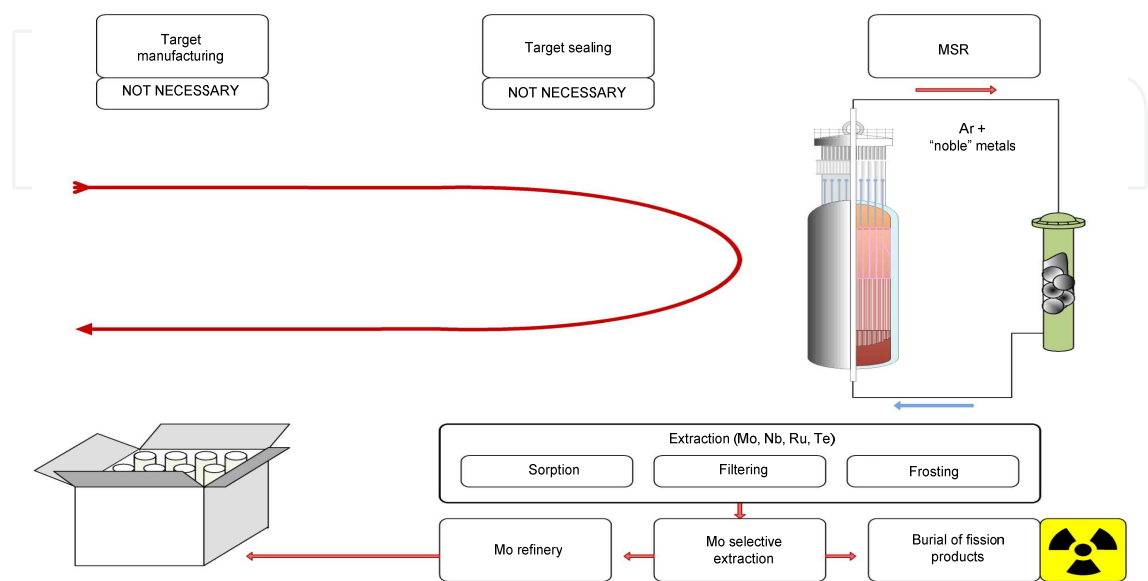 Target
manufacturing
NOT NECESSARY
Target sealing
NOT NECESSARY
MSR
Ar +
“noble” metals
Extraction (Mo, Nb, Ru, Te)
Sorption
Filtering
Frosting
Mo refinery
Mo selective
extraction
Burial of fission
products